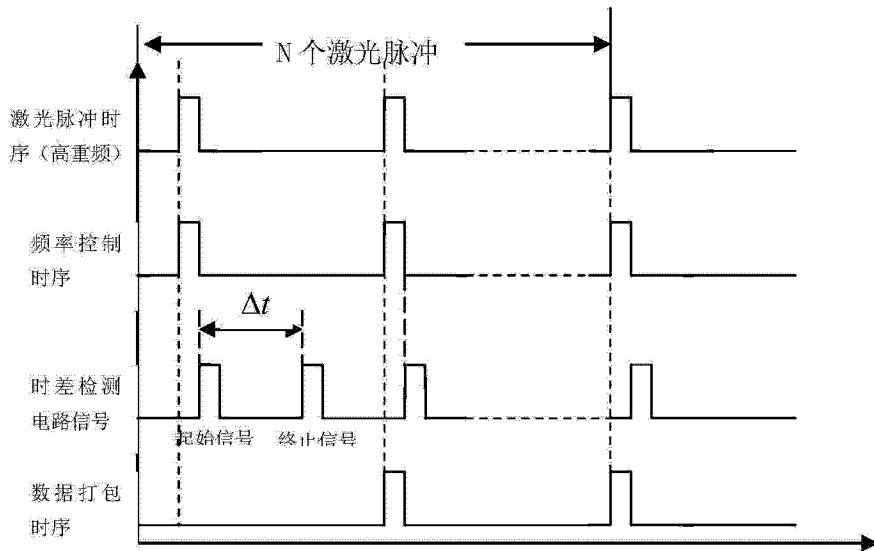 N 个激光脉冲
激光脉冲时
序（高重频）
频率控制
时序
Δt
时差检测
电路信号
起始信号 终止信号
数据打包
时序